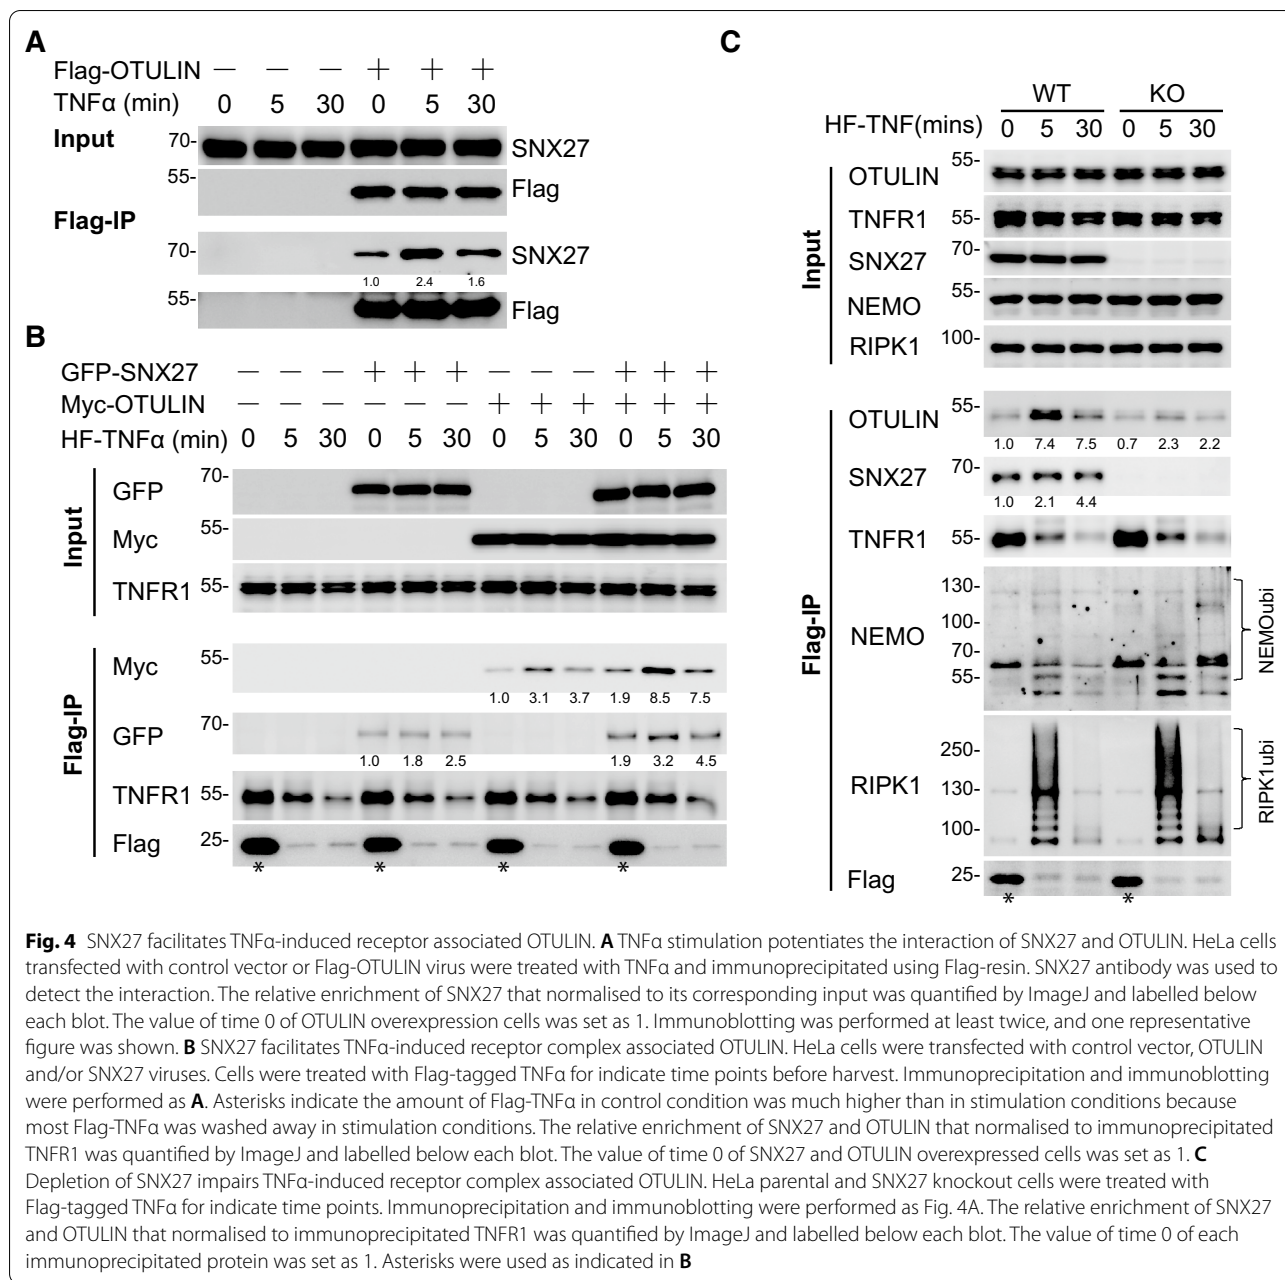 A
Flag-OTULIN — — — + + +
TNFα (min) 0 5 30 0 5 30
Input
70- SNX27
55- Flag
Flag-IP
70- SNX27
1.0 2.4 1.6
55- Flag
B
GFP-SNX27 — — — + + + — — — + + +
Myc-OTULIN — — — — — — + + + + + +
HF-TNFα (min) 0 5 30 0 5 30 0 5 30 0 5 30
Input
GFP 70-
Myc 55-
TNFR1 55-
Flag-IP
Myc 55-
1.0 3.1 3.7 1.9 8.5 7.5
GFP 70-
1.0 1.8 2.5 1.9 3.2 4.5
TNFR1 55-
Flag 25-
* * * *
C
WT KO
HF-TNF(mins) 0 5 30 0 5 30
Input
OTULIN 55-
TNFR1 55-
SNX27 70-
NEMO 55-
RIPK1 100-
Flag-IP
OTULIN 55-
1.0 7.4 7.5 0.7 2.3 2.2
SNX27 70-
1.0 2.1 4.4
TNFR1 55-
130-
100-
NEMO 70-
55-
NEMOubi
250-
RIPK1 130-
100-
RIPK1ubi
Flag 25-
* *
Fig. 4 SNX27 facilitates TNFα-induced receptor associated OTULIN. A TNFα stimulation potentiates the interaction of SNX27 and OTULIN. HeLa cells
transfected with control vector or Flag-OTULIN virus were treated with TNFα and immunoprecipitated using Flag-resin. SNX27 antibody was used to
detect the interaction. The relative enrichment of SNX27 that normalised to its corresponding input was quantified by ImageJ and labelled below
each blot. The value of time 0 of OTULIN overexpression cells was set as 1. Immunoblotting was performed at least twice, and one representative
figure was shown. B SNX27 facilitates TNFα-induced receptor complex associated OTULIN. HeLa cells were transfected with control vector, OTULIN
and/or SNX27 viruses. Cells were treated with Flag-tagged TNFα for indicate time points before harvest. Immunoprecipitation and immunoblotting
were performed as A. Asterisks indicate the amount of Flag-TNFα in control condition was much higher than in stimulation conditions because
most Flag-TNFα was washed away in stimulation conditions. The relative enrichment of SNX27 and OTULIN that normalised to immunoprecipitated
TNFR1 was quantified by ImageJ and labelled below each blot. The value of time 0 of SNX27 and OTULIN overexpressed cells was set as 1. C
Depletion of SNX27 impairs TNFα-induced receptor complex associated OTULIN. HeLa parental and SNX27 knockout cells were treated with
Flag-tagged TNFα for indicate time points. Immunoprecipitation and immunoblotting were performed as Fig. 4A. The relative enrichment of SNX27
and OTULIN that normalised to immunoprecipitated TNFR1 was quantified by ImageJ and labelled below each blot. The value of time 0 of each
immunoprecipitated protein was set as 1. Asterisks were used as indicated in B